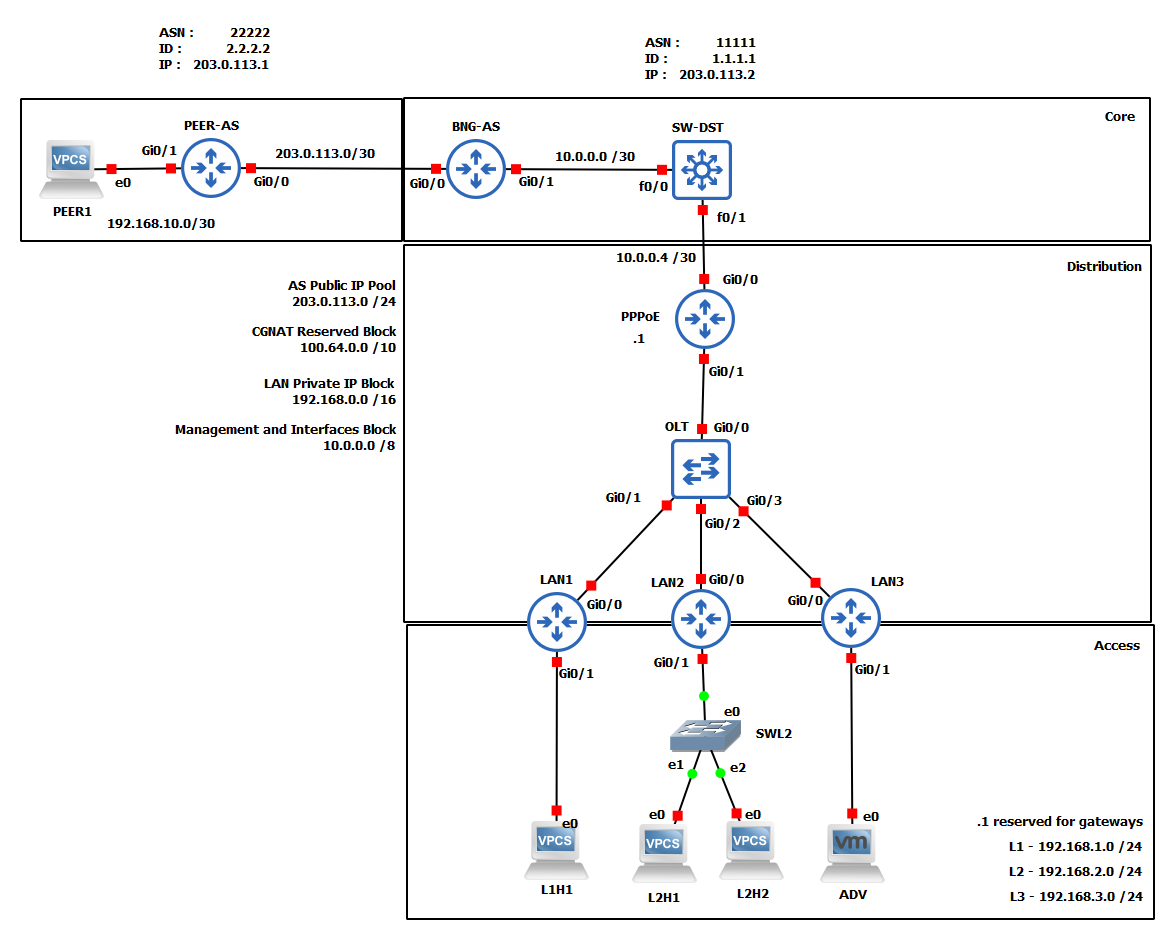 ASN : 22222
ID : 2.2.2.2
IP : 203.0.113.1
ASN : 11111
ID : 1.1.1.1
IP : 203.0.113.2
Core
PEER-AS
BNG-AS
SW-DST
Gi0/1
203.0.113.0/30
10.0.0.0 /30
VPCS
e0
Gi0/0
Gi0/0
Gi0/1
f0/0
PEER1
192.168.10.0/30
f0/1
10.0.0.4 /30
Distribution
Gi0/0
AS Public IP Pool
203.0.113.0 /24
PPPoE
.1
CGNAT Reserved Block
100.64.0.0 /10
Gi0/1
LAN Private IP Block
192.168.0.0 /16
Management and Interfaces Block
10.0.0.0 /8
OLT
Gi0/0
Gi0/1
Gi0/2
Gi0/3
LAN1
LAN2
LAN3
Gi0/0
Gi0/0
Gi0/0
Access
Gi0/1
Gi0/1
Gi0/1
e0
SWL2
e1
e2
e0
e0
e0
e0
VPCS
VPCS
VPCS
vm
L1H1
L2H1
L2H2
ADV
.1 reserved for gateways
L1 - 192.168.1.0 /24
L2 - 192.168.2.0 /24
L3 - 192.168.3.0 /24